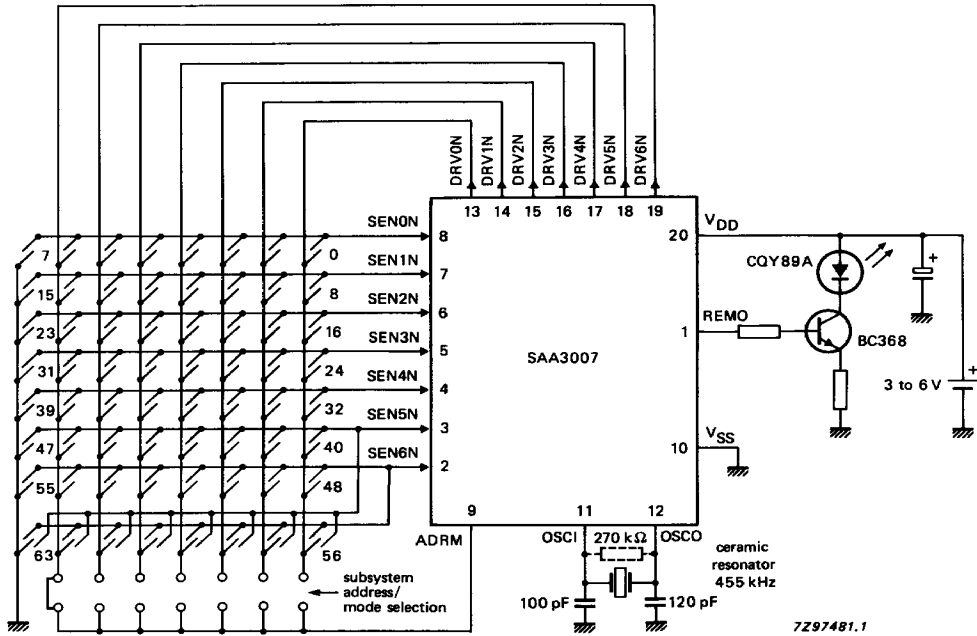 DRV0N
DRV1N
DRV2N
DRV3N
DRV4N
DRV5N
DRV6N
13 14 15 16 17 18 19
SEN0N 8
7 0
SEN1N 7
15 8
SEN2N 6
23 16
SEN3N 5
31 24
SEN4N 4
39 32
SEN5N 3
47 40
SEN6N 2
55 48
63 56
SAA3007
20 VDD
CQY89A
+
REMO
1
BC368
3 to 6 V
+
10 VSS
9
ADRM
11 12
OSCI 270 kΩ OSCO
ceramic
resonator
455 kHz
100 pF 120 pF
subsystem
address/
mode selection
7Z97481.1